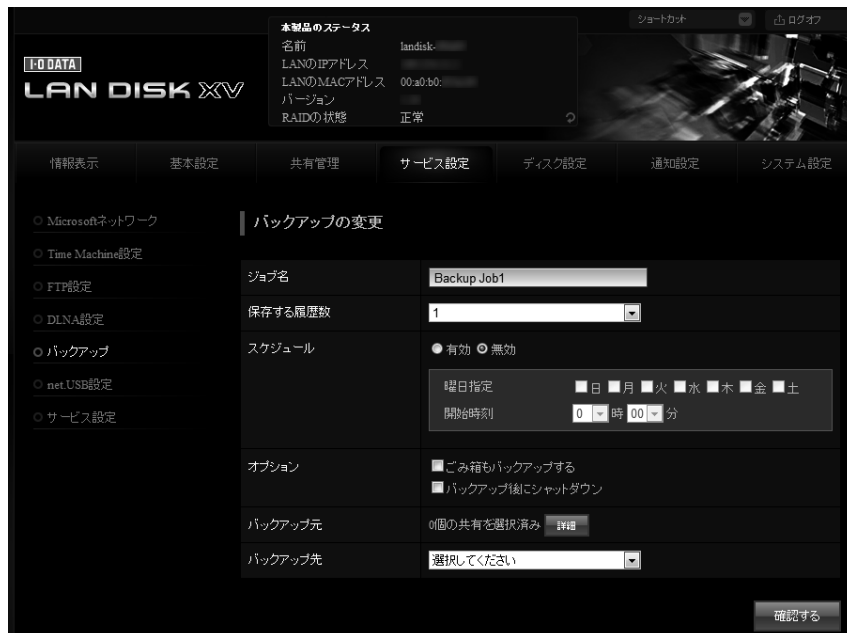 ショートカット ログオフ
本製品のステータス
名前 landisk-
LANのIPアドレス
LANのMACアドレス 00:a0:b0:
バージョン
RAIDの状態 正常
I-O DATA
LAN DISK XV
情報表示 基本設定 共有管理 サービス設定 ディスク設定 通知設定 システム設定
Microsoftネットワーク
Time Machine設定
FTP設定
DLNA設定
バックアップ
net.USB設定
サービス設定
バックアップの変更
ジョブ名 Backup Job1
保存する履歴数 1
スケジュール 有効 無効
曜日指定 日 月 火 水 木 金 土
開始時刻 0 時 00 分
オプション ごみ箱もバックアップする
バックアップ後にシャットダウン
バックアップ元 0個の共有を選択済み 詳細
バックアップ先 選択してください
確認する